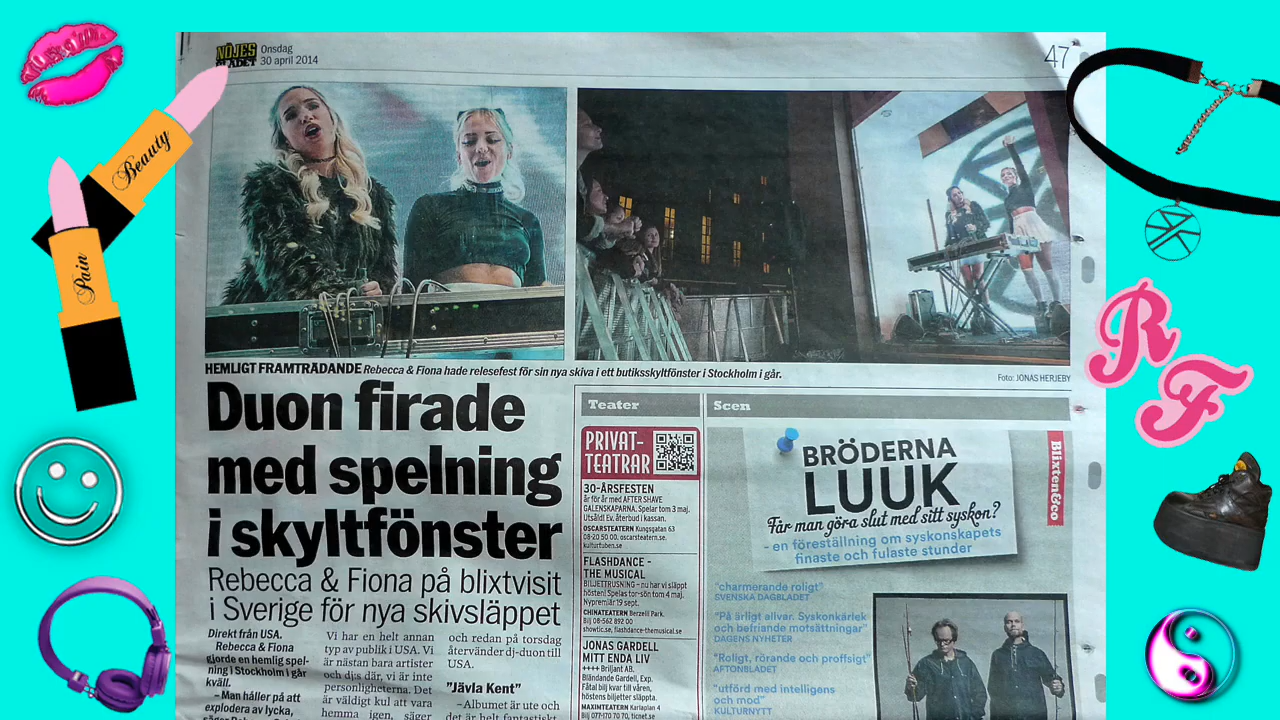 NÖJES
BLADET
Onsdag
30 april 2014
47
Beauty
Pain
HEMLIGT FRAMTRÄDANDE Rebecca & Fiona hade relesefest för sin nya skiva i ett butiksskyltfönster i Stockholm i går.
Foto: JONAS HERJEBY
R
F
Duon firade
med spelning
i skyltfönster
Rebecca & Fiona på blixtvisit
i Sverige för nya skivsläppet
Direkt från USA.
Rebecca & Fiona
gjorde en hemlig spel-
ning i Stockholm i går
kväll.
– Man håller på att
explodera av lycka,
säger Rebecca
Vi har en helt annan
typ av publik i USA. Vi
är nästan bara artister
och dj:s där, vi är inte
personligheterna. Det
är väldigt kul att vara
hemma igen, säger
och redan på torsdag
återvänder dj-duon till
USA.
"Jävla Kent"
– Albumet är ute och
det är helt fantastiskt
Teater
PRIVAT-
TEATRAR
30-ÅRSFESTEN
är för år med AFTER SHAVE
GALENSKAPARNA. Spelar tom 3 maj.
Utsåld! Ev. återbud i kassan.
OSCARSTEATERN Kungsgatan 63
08-20 50 00. oscarsteatern.se.
kulturtuben.se
FLASHDANCE -
THE MUSICAL
BILJETTRUSNING – nu har vi släppt
hösten! Spelas tor-sön tom 4 maj.
Nypremiär 19 sept.
CHINATEATERN Berzelii Park.
Bilj 08-562 892 00
showtic.se, flashdance-themusical.se
JONAS GARDELL
MITT ENDA LIV
++++ Briljant AB.
Bländande Gardell, Exp.
Fåtal bilj kvar till våren,
höstens biljetter släppta.
MAXIMTEATERN Karlaplan 4
Bilj 077-170 70 70, ticnet.se
Scen
BRÖDERNA
LUUK
Får man göra slut med sitt syskon?
- en föreställning om syskonskapets
finaste och fulaste stunder
Blixten&co
"charmerande roligt"
SVENSKA DAGBLADET
"På årligt allvar. Syskonkärlek
och befriande motsättningar"
DAGENS NYHETER
"Roligt, rörande och proffsigt"
AFTONBLADET
"utförd med intelligens
och mod"
KULTURNYTT